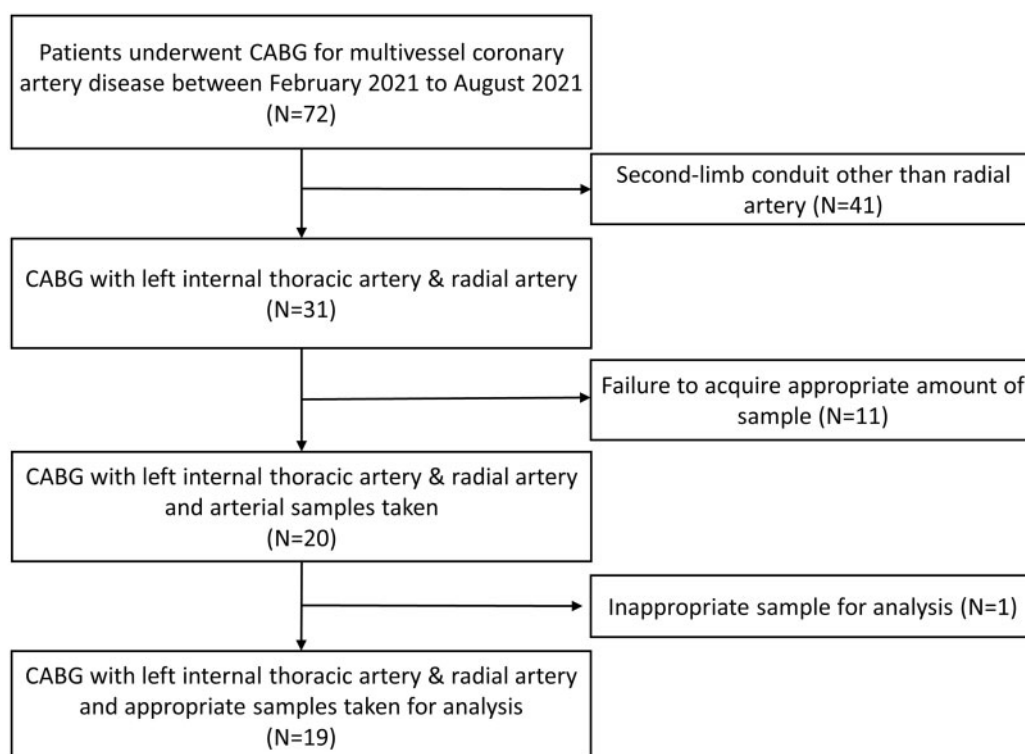 Patients underwent CABG for multivessel coronary
artery disease between February 2021 to August 2021
(N=72)
Second-limb conduit other than radial
artery (N=41)
CABG with left internal thoracic artery & radial artery
(N=31)
Failure to acquire appropriate amount of
sample (N=11)
CABG with left internal thoracic artery & radial artery
and arterial samples taken
(N=20)
Inappropriate sample for analysis (N=1)
CABG with left internal thoracic artery & radial artery
and appropriate samples taken for analysis
(N=19)